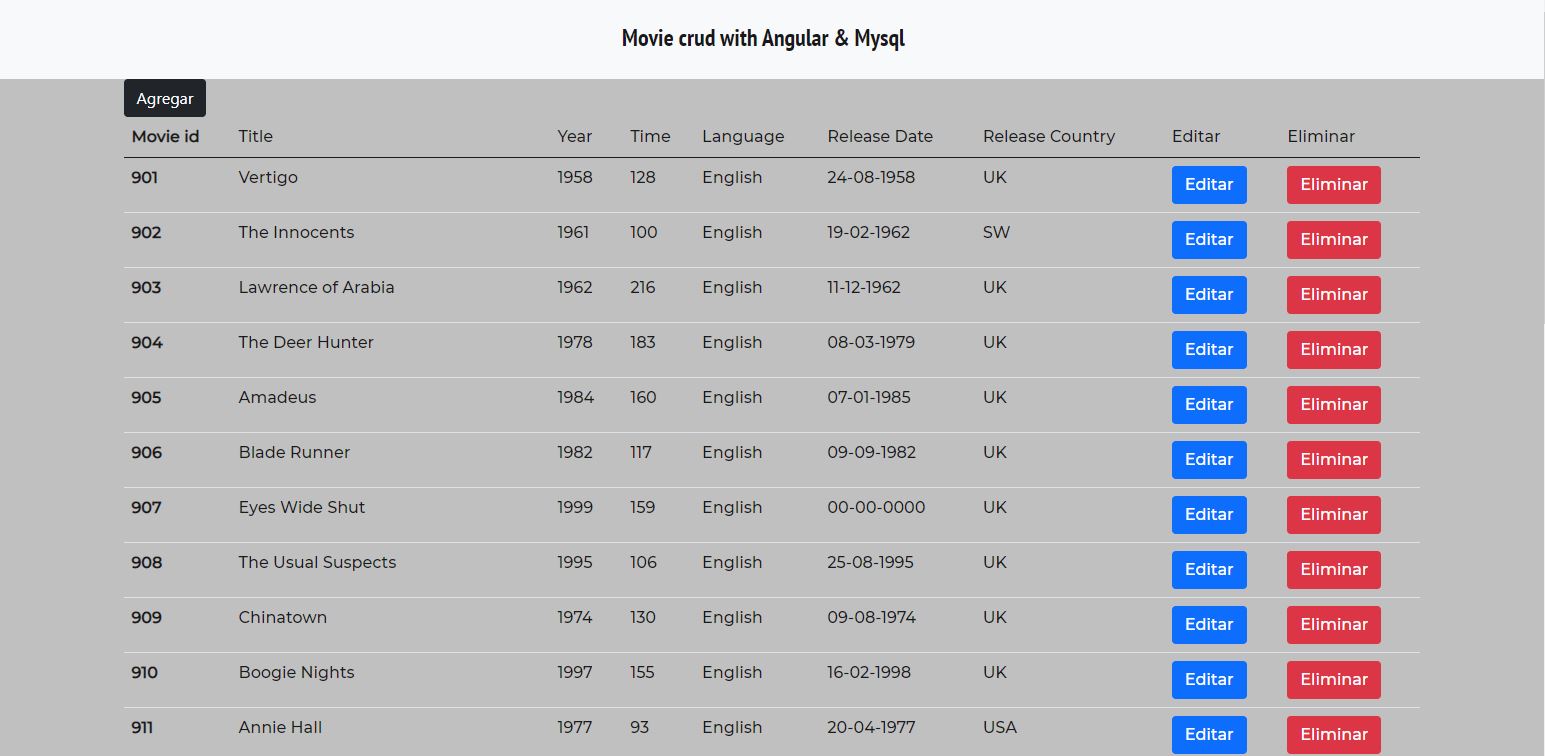 Movie crud with Angular & Mysql
Agregar
Movie id Title Year Time Language Release Date Release Country Editar Eliminar
901 Vertigo 1958 128 English 24-08-1958 UK Editar Eliminar
902 The Innocents 1961 100 English 19-02-1962 SW Editar Eliminar
903 Lawrence of Arabia 1962 216 English 11-12-1962 UK Editar Eliminar
904 The Deer Hunter 1978 183 English 08-03-1979 UK Editar Eliminar
905 Amadeus 1984 160 English 07-01-1985 UK Editar Eliminar
906 Blade Runner 1982 117 English 09-09-1982 UK Editar Eliminar
907 Eyes Wide Shut 1999 159 English 00-00-0000 UK Editar Eliminar
908 The Usual Suspects 1995 106 English 25-08-1995 UK Editar Eliminar
909 Chinatown 1974 130 English 09-08-1974 UK Editar Eliminar
910 Boogie Nights 1997 155 English 16-02-1998 UK Editar Eliminar
911 Annie Hall 1977 93 English 20-04-1977 USA Editar Eliminar